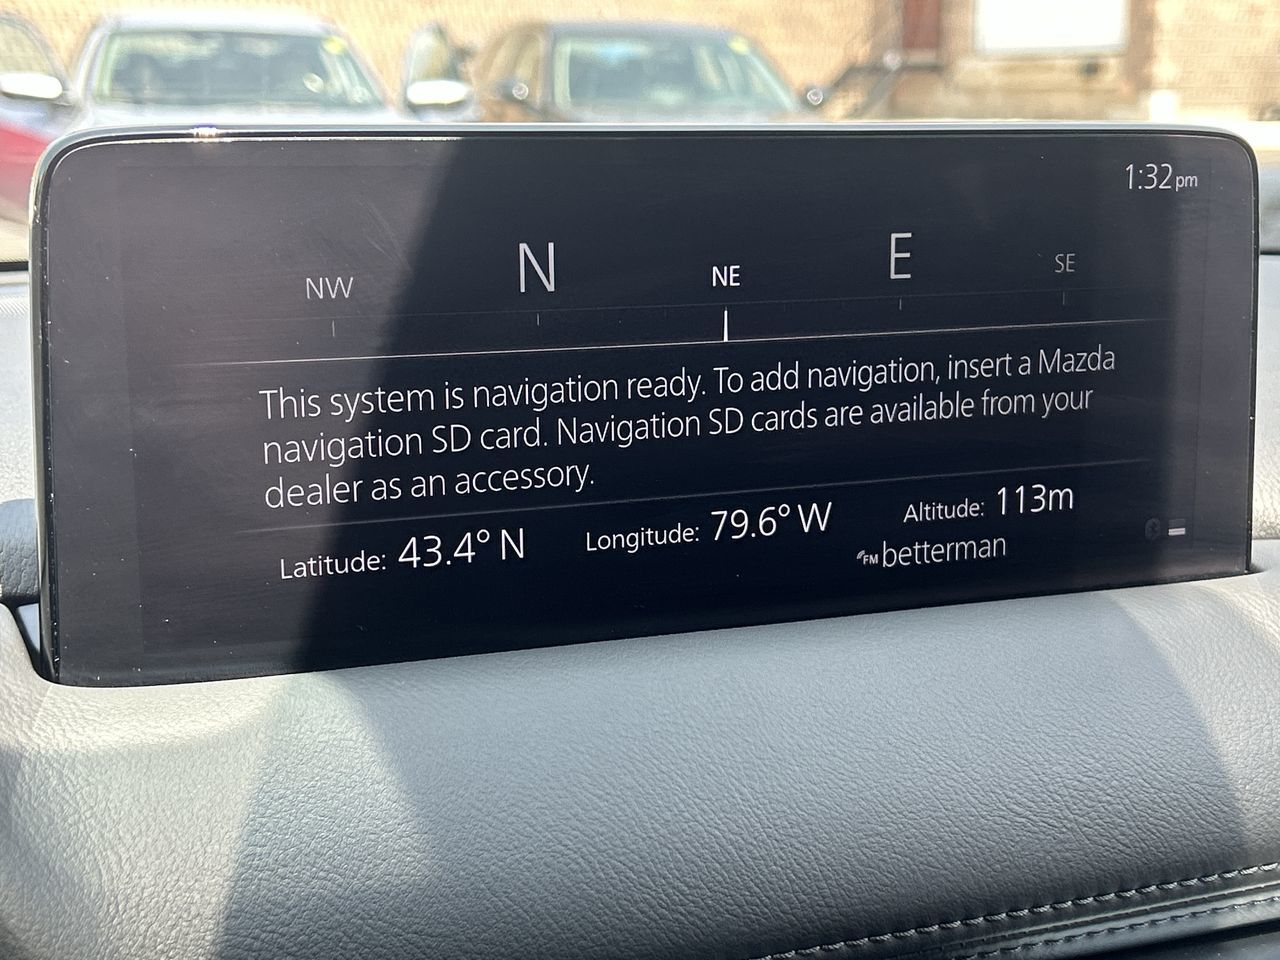 1:32 pm
NW N NE E SE
This system is navigation ready. To add navigation, insert a Mazda
navigation SD card. Navigation SD cards are available from your
dealer as an accessory.
Latitude: 43.4° N Longitude: 79.6° W Altitude: 113m
FM betterman